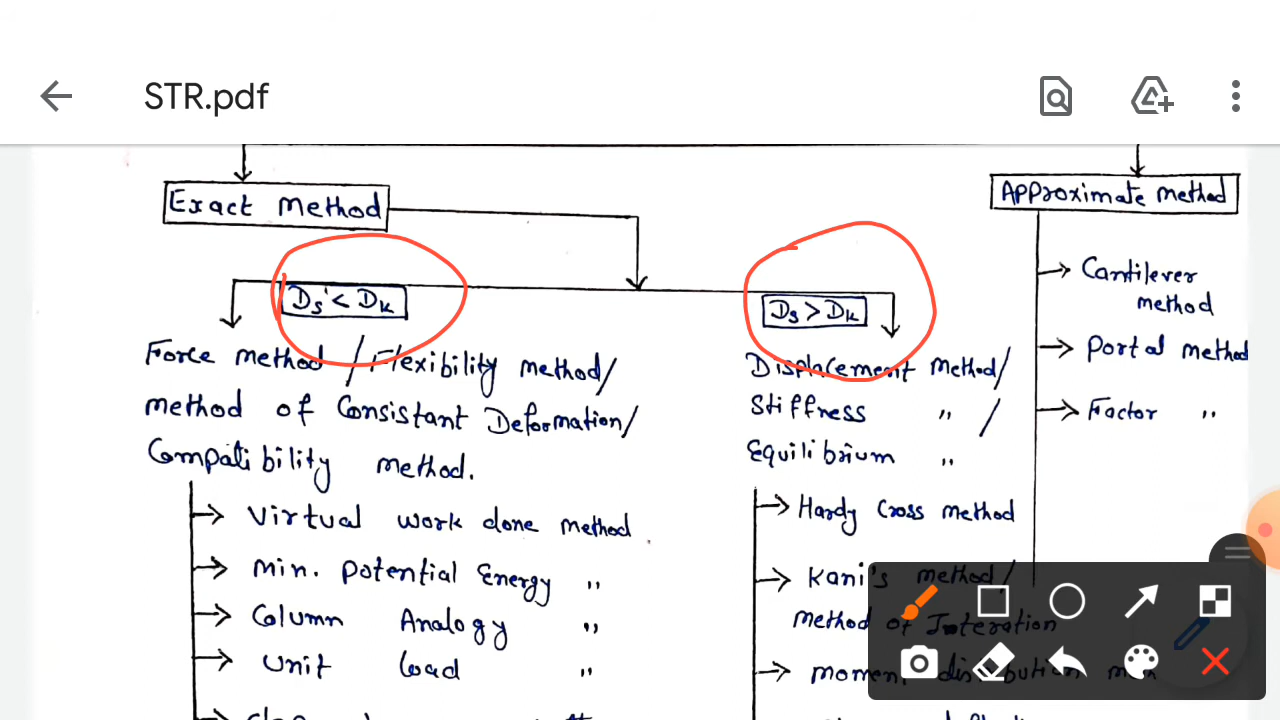 STR.pdf
Exact Method
Approximate method
Ds < Dk
Ds > Dk
Force method / Flexibility method/
method of Consistant Deformation/
Compatibility method.
Virtual work done method
Min. Potential Energy "
Column Analogy "
Unit load "
Displacement Method/
Stiffness " /
Equilibrium "
Hardy Cross method
Kani's method/
method of Interation
moment distribution
Cantilever
method
Portal method
Factor "